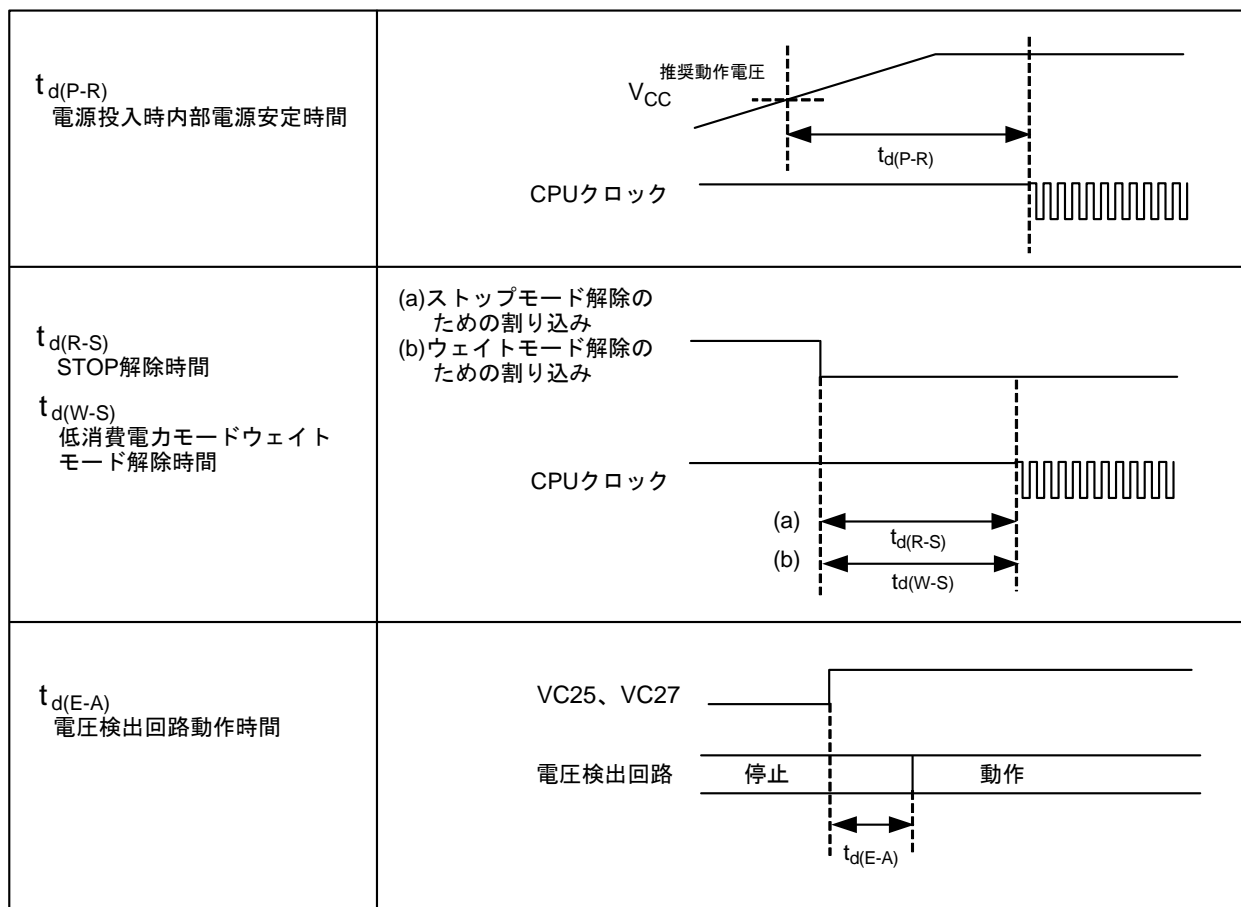 td(P-R)
電源投入時内部電源安定時間
推奨動作電圧
VCC
td(P-R)
CPUクロック
td(R-S)
STOP解除時間
td(W-S)
低消費電力モードウェイト
モード解除時間
(a)ストップモード解除の
ための割り込み
(b)ウェイトモード解除の
ための割り込み
CPUクロック
(a)
td(R-S)
(b)
td(W-S)
td(E-A)
電圧検出回路動作時間
VC25、VC27
電圧検出回路
停止
動作
td(E-A)